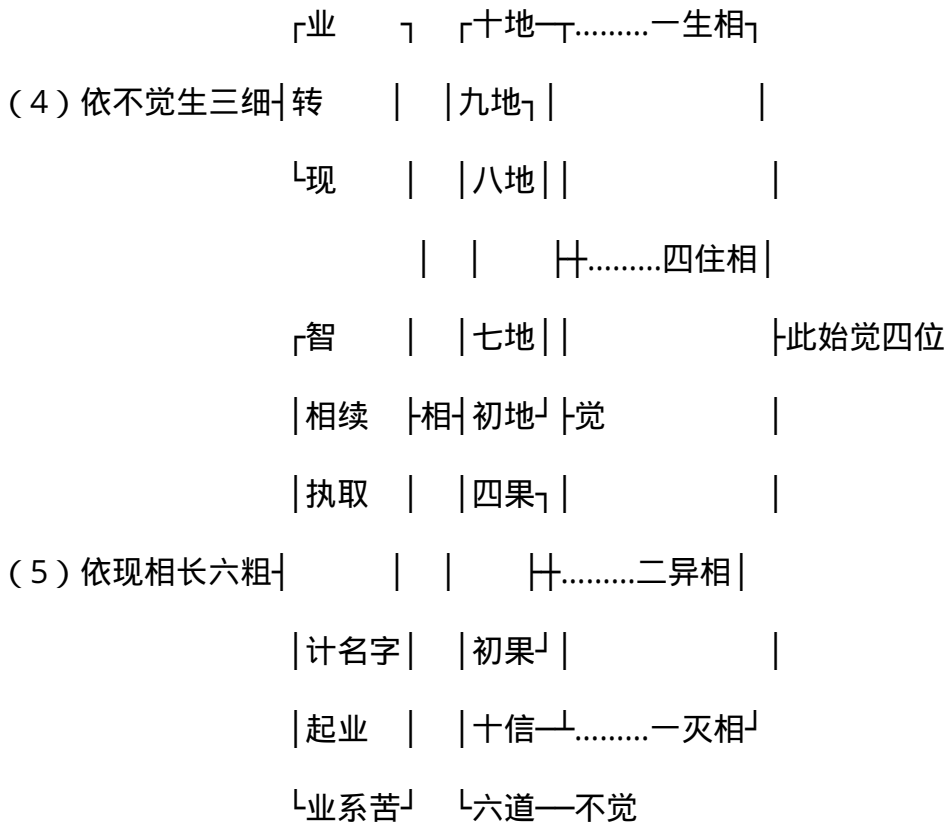 ┌业 ┐ ┌十地─┬………一生相┐
（4）依不觉生三细┤转 │ │九地┐│ │
└现 │ │八地││ │
│ │ ├┼………四住相│
┌智 │ │七地││ ├此始觉四位
│相续 ├相┤初地┘├觉 │
│执取 │ │四果┐│ │
（5）依现相长六粗┤ │ │ ├┼………二异相│
│计名字│ │初果┘│ │
│起业 │ │十信─┴………一灭相┘
└业系苦┘ └六道──不觉